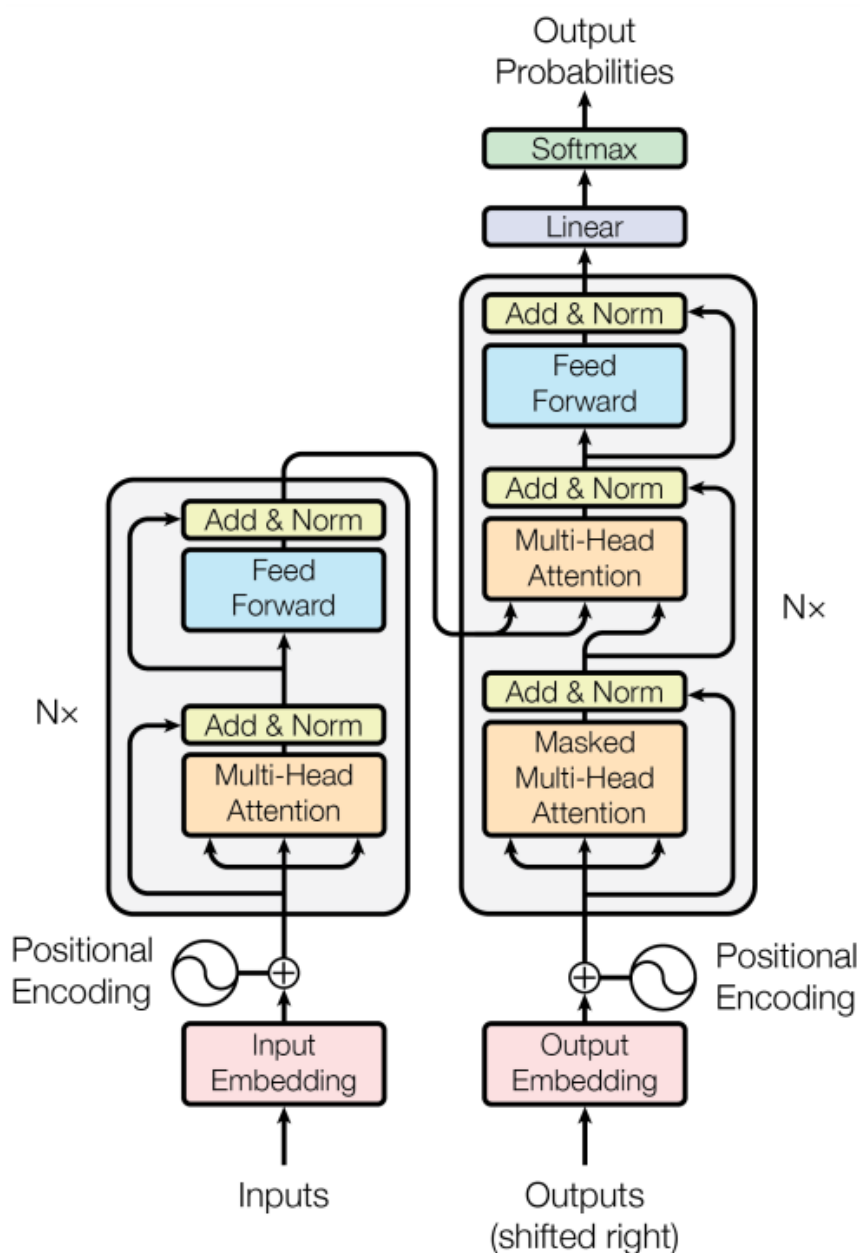 Output
Probabilities
Softmax
Linear
Add & Norm
Feed
Forward
Add & Norm
Multi-Head
Attention
Nx
Add & Norm
Masked
Multi-Head
Attention
Add & Norm
Feed
Forward
Nx
Add & Norm
Multi-Head
Attention
Positional
Encoding
Positional
Encoding
Input
Embedding
Output
Embedding
Inputs
Outputs
(shifted right)